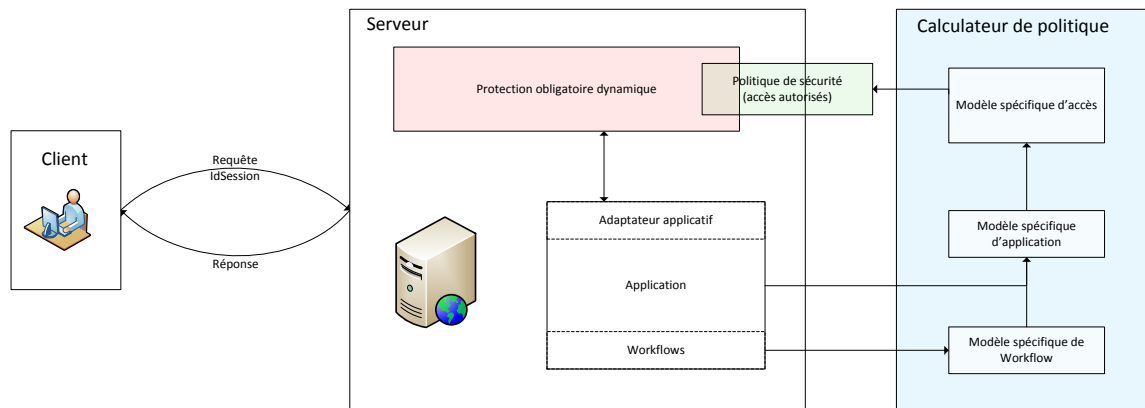 Serveur
Calculateur de politique
Protection obligatoire dynamique
Politique de sécurité
(accès autorisés)
Modèle spécifique d'accès
Client
Requête
IdSession
Réponse
Adaptateur applicatif
Modèle spécifique
d'application
Application
Workflows
Modèle spécifique de
Workflow